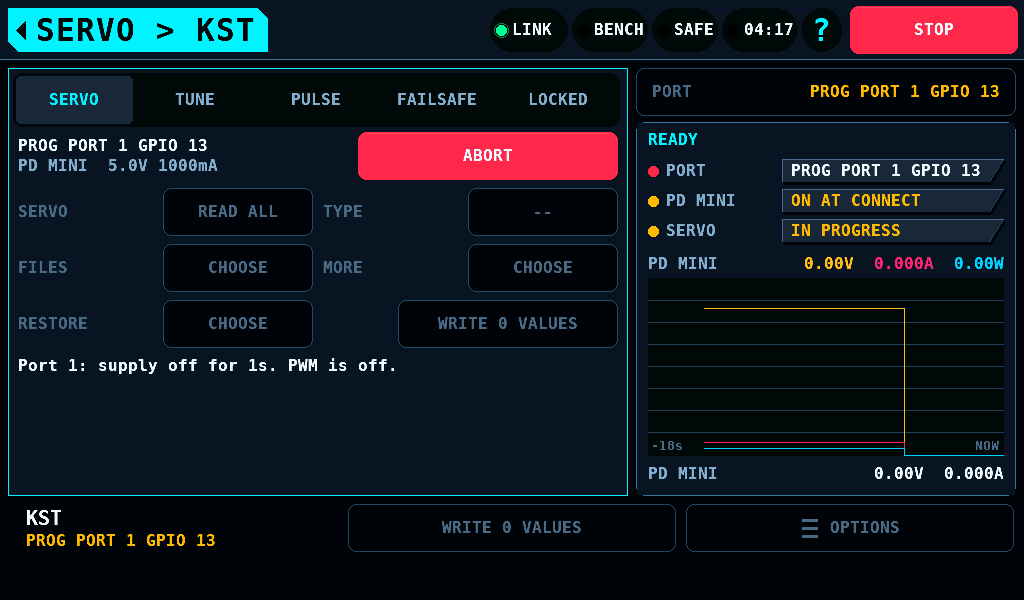 SERVO > KST
LINK
BENCH
SAFE
04:17
?
STOP
SERVO
TUNE
PULSE
FAILSAFE
LOCKED
PROG PORT 1 GPIO 13
PD MINI 5.0V 1000mA
ABORT
SERVO
READ ALL
TYPE
--
FILES
CHOOSE
MORE
CHOOSE
RESTORE
CHOOSE
WRITE 0 VALUES
Port 1: supply off for 1s. PWM is off.
PORT
PROG PORT 1 GPIO 13
READY
PORT
PROG PORT 1 GPIO 13
PD MINI
ON AT CONNECT
SERVO
IN PROGRESS
PD MINI 0.00V 0.000A 0.00W
-18s
NOW
PD MINI 0.00V 0.000A
KST
PROG PORT 1 GPIO 13
WRITE 0 VALUES
OPTIONS